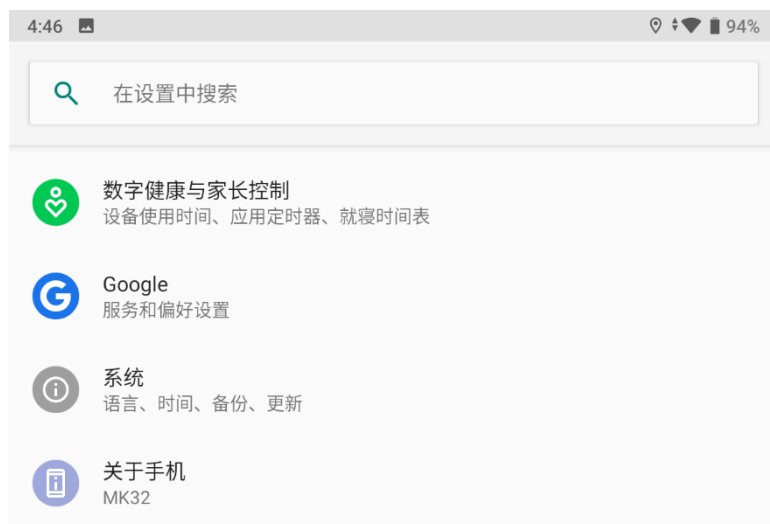 4:46 94%
在设置中搜索
数字健康与家长控制
设备使用时间、应用定时器、就寝时间表
Google
服务和偏好设置
系统
语言、时间、备份、更新
关于手机
MK32